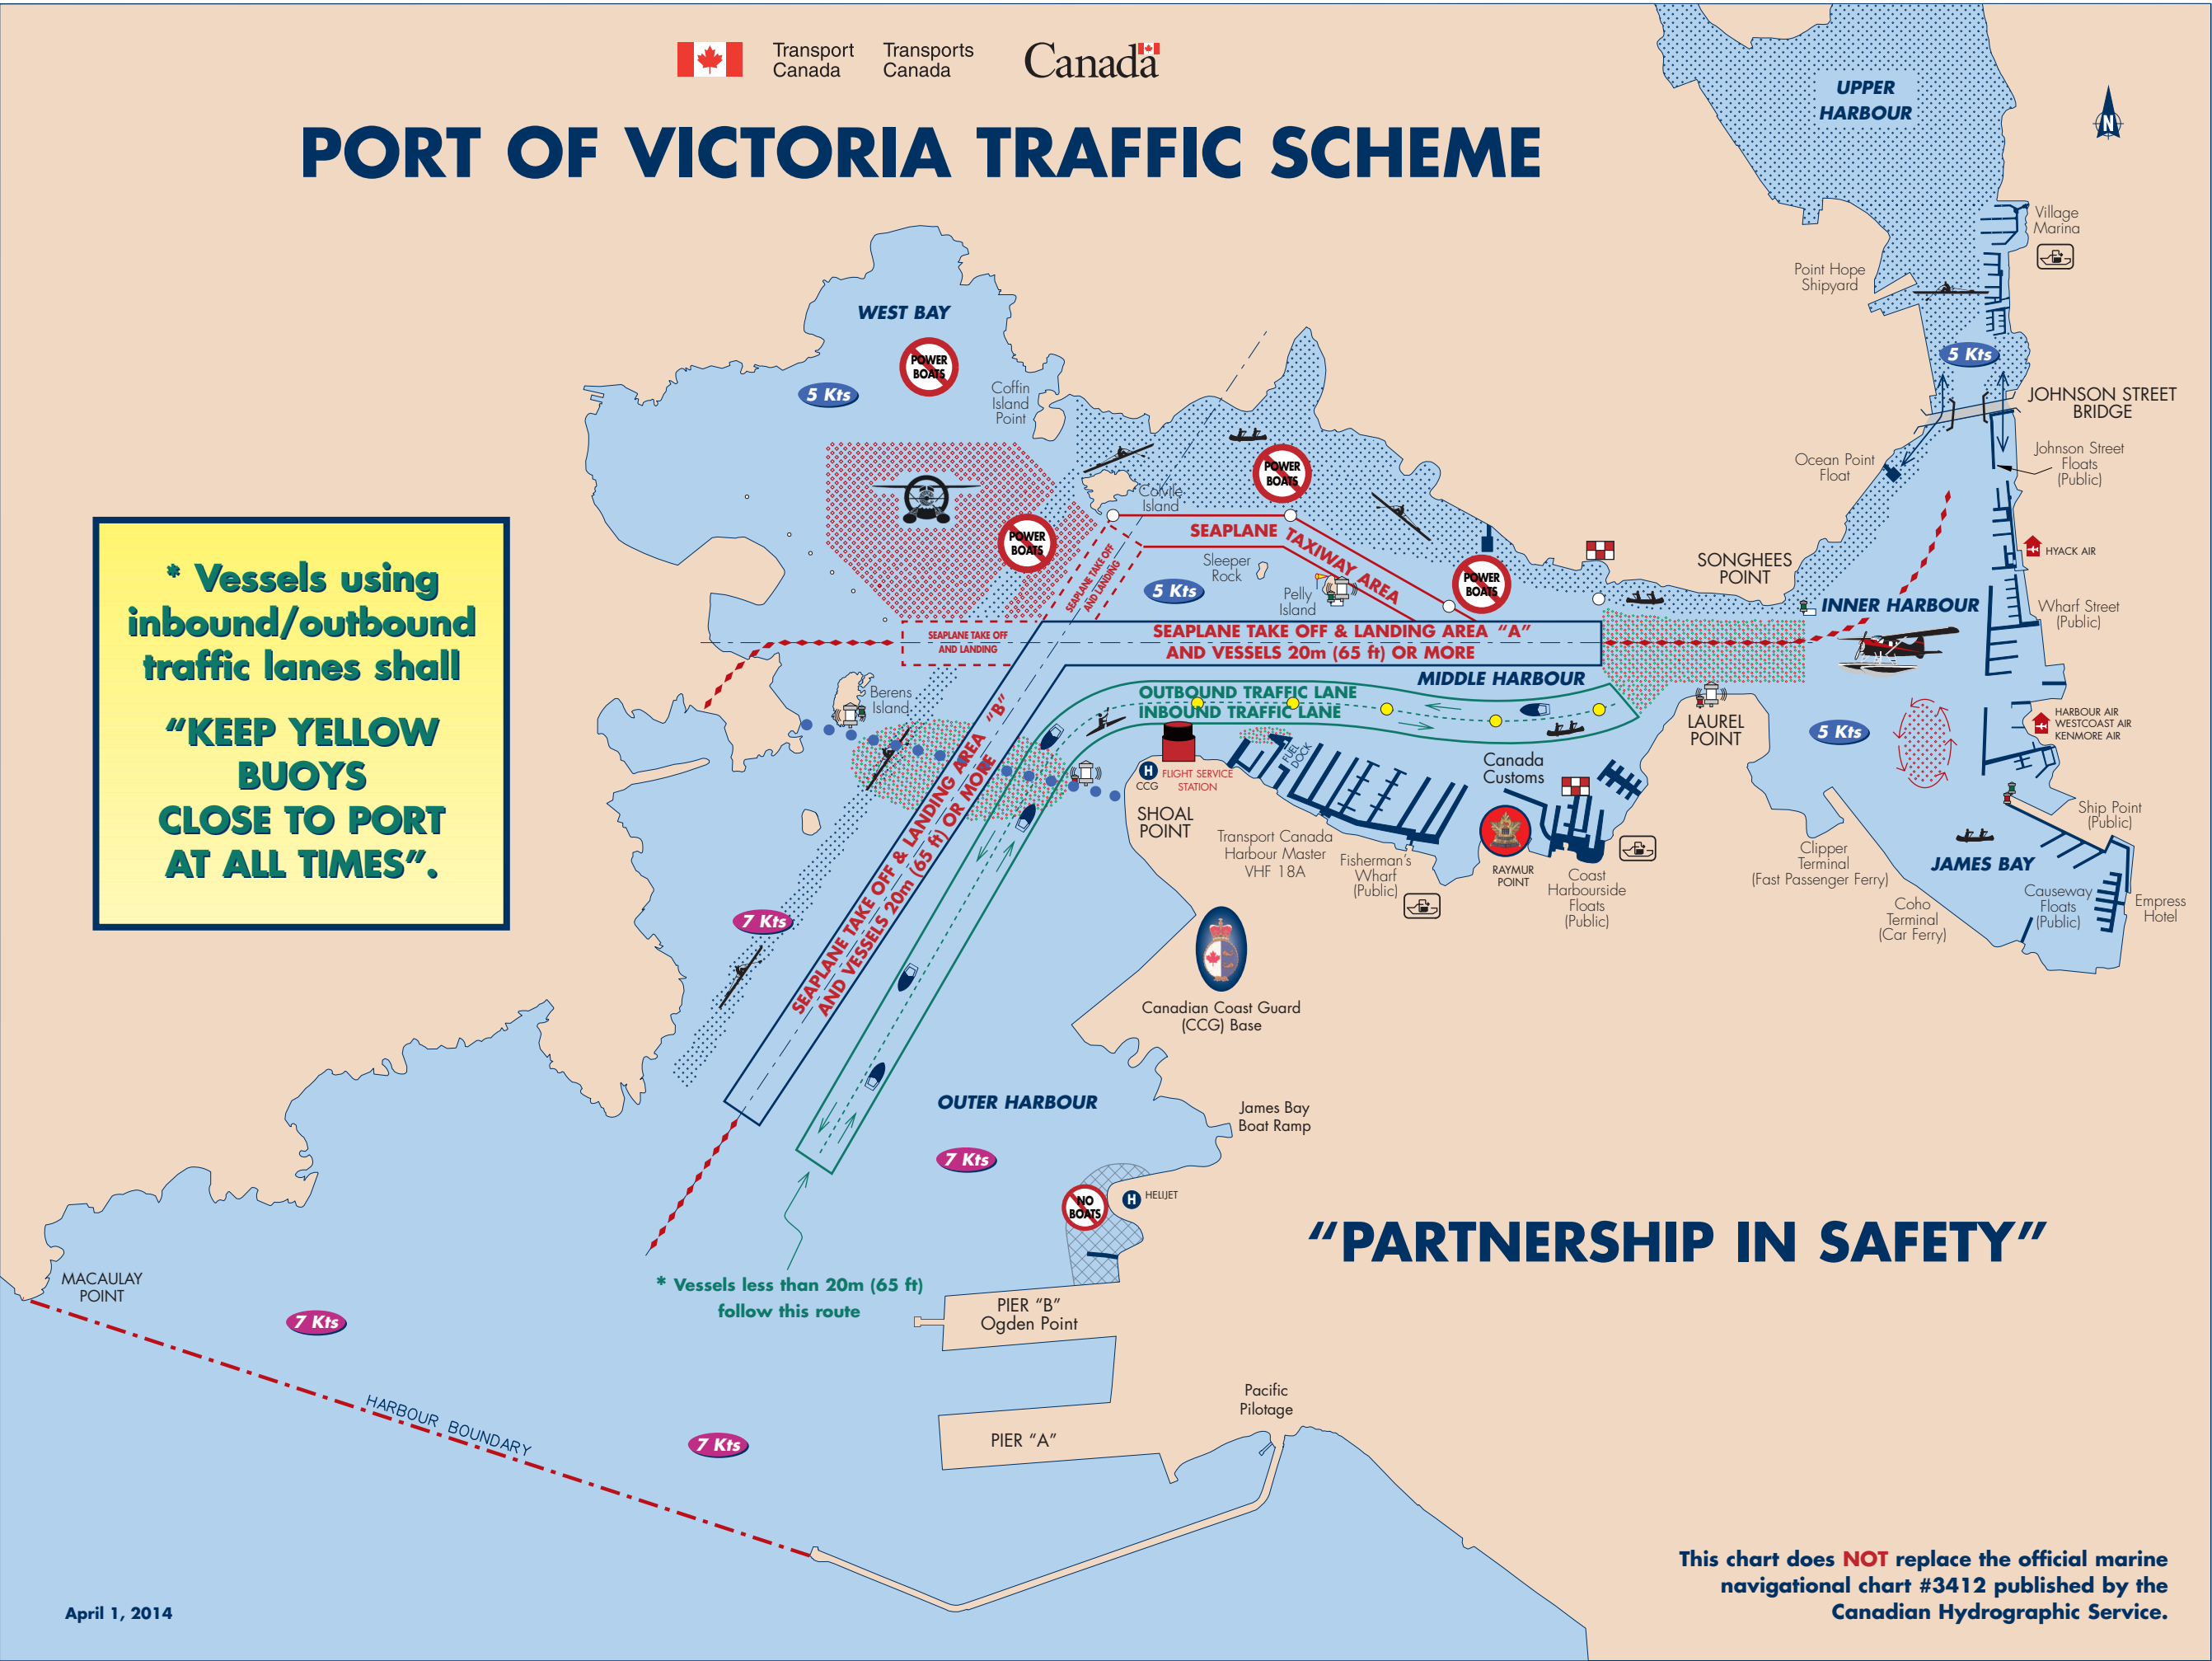 Transport
Canada
Transports
Canada
Canada
PORT OF VICTORIA TRAFFIC SCHEME
UPPER
HARBOUR
N
Village
Marina
Point Hope
Shipyard
5 Kts
JOHNSON STREET
BRIDGE
Johnson Street
Floats
(Public)
Ocean Point
Float
WEST BAY
POWER
BOATS
5 Kts
Coffin
Island
Point
POWER
BOATS
Colvile
Island
POWER
BOATS
SEAPLANE TAXIWAY AREA
SEAPLANE TAKE OFF
AND LANDING
Sleeper
Rock
5 Kts
Pelly
Island
POWER
BOATS
SONGHEES
POINT
HYACK AIR
INNER HARBOUR
Wharf Street
(Public)
* Vessels using
inbound/outbound
traffic lanes shall
“KEEP YELLOW
BUOYS
CLOSE TO PORT
AT ALL TIMES”.
SEAPLANE TAKE OFF
AND LANDING
SEAPLANE TAKE OFF & LANDING AREA “A”
AND VESSELS 20m (65 ft) OR MORE
MIDDLE HARBOUR
OUTBOUND TRAFFIC LANE
INBOUND TRAFFIC LANE
Berens
Island
SEAPLANE TAKE OFF & LANDING AREA “B”
AND VESSELS 20m (65 ft) OR MORE
LAUREL
POINT
5 Kts
HARBOUR AIR
WESTCOAST AIR
KENMORE AIR
H
CCG
FLIGHT SERVICE
STATION
FUEL
DOCK
Canada
Customs
SHOAL
POINT
Transport Canada
Harbour Master
VHF 18A
Fisherman’s
Wharf
(Public)
RAYMUR
POINT
Coast
Harbourside
Floats
(Public)
Ship Point
(Public)
Clipper
Terminal
(Fast Passenger Ferry)
JAMES BAY
Causeway
Floats
(Public)
Empress
Hotel
Coho
Terminal
(Car Ferry)
7 Kts
Canadian Coast Guard
(CCG) Base
OUTER HARBOUR
James Bay
Boat Ramp
7 Kts
NO
BOATS
H
HELIJET
“PARTNERSHIP IN SAFETY”
* Vessels less than 20m (65 ft)
follow this route
MACAULAY
POINT
7 Kts
PIER “B”
Ogden Point
HARBOUR BOUNDARY
7 Kts
PIER “A”
Pacific
Pilotage
This chart does NOT replace the official marine
navigational chart #3412 published by the
Canadian Hydrographic Service.
April 1, 2014